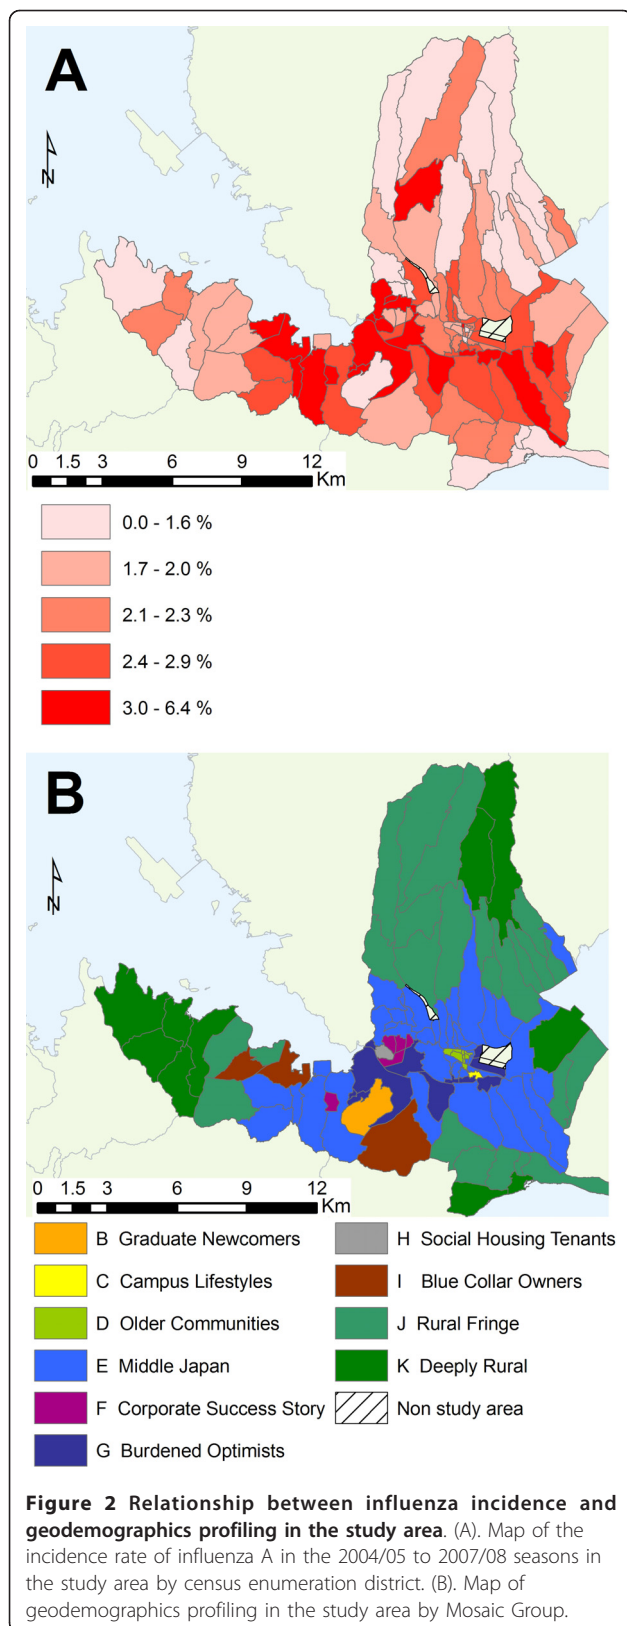 A
N
0 1.5 3 6 9 12
Km
0.0 - 1.6 %
1.7 - 2.0 %
2.1 - 2.3 %
2.4 - 2.9 %
3.0 - 6.4 %
B
N
0 1.5 3 6 9 12
Km
B Graduate Newcomers
C Campus Lifestyles
D Older Communities
E Middle Japan
F Corporate Success Story
G Burdened Optimists
H Social Housing Tenants
I Blue Collar Owners
J Rural Fringe
K Deeply Rural
Non study area
Figure 2 Relationship between influenza incidence and
geodemographics profiling in the study area. (A). Map of the
incidence rate of influenza A in the 2004/05 to 2007/08 seasons in
the study area by census enumeration district. (B). Map of
geodemographics profiling in the study area by Mosaic Group.